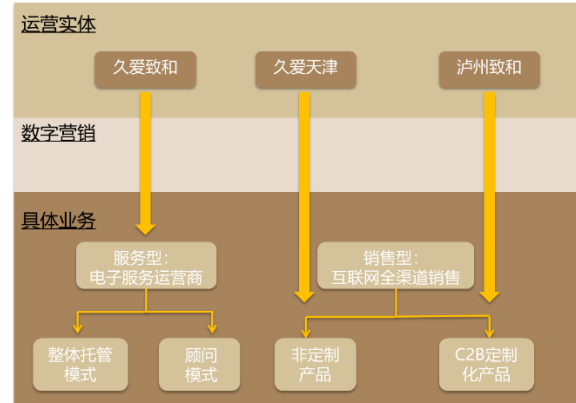 运营实体
久爱致和
久爱天津
泸州致和
数字营销
具体业务
服务型：
电子服务运营商
销售型：
互联网全渠道销售
整体托管
模式
顾问
模式
非定制
产品
C2B定制
化产品